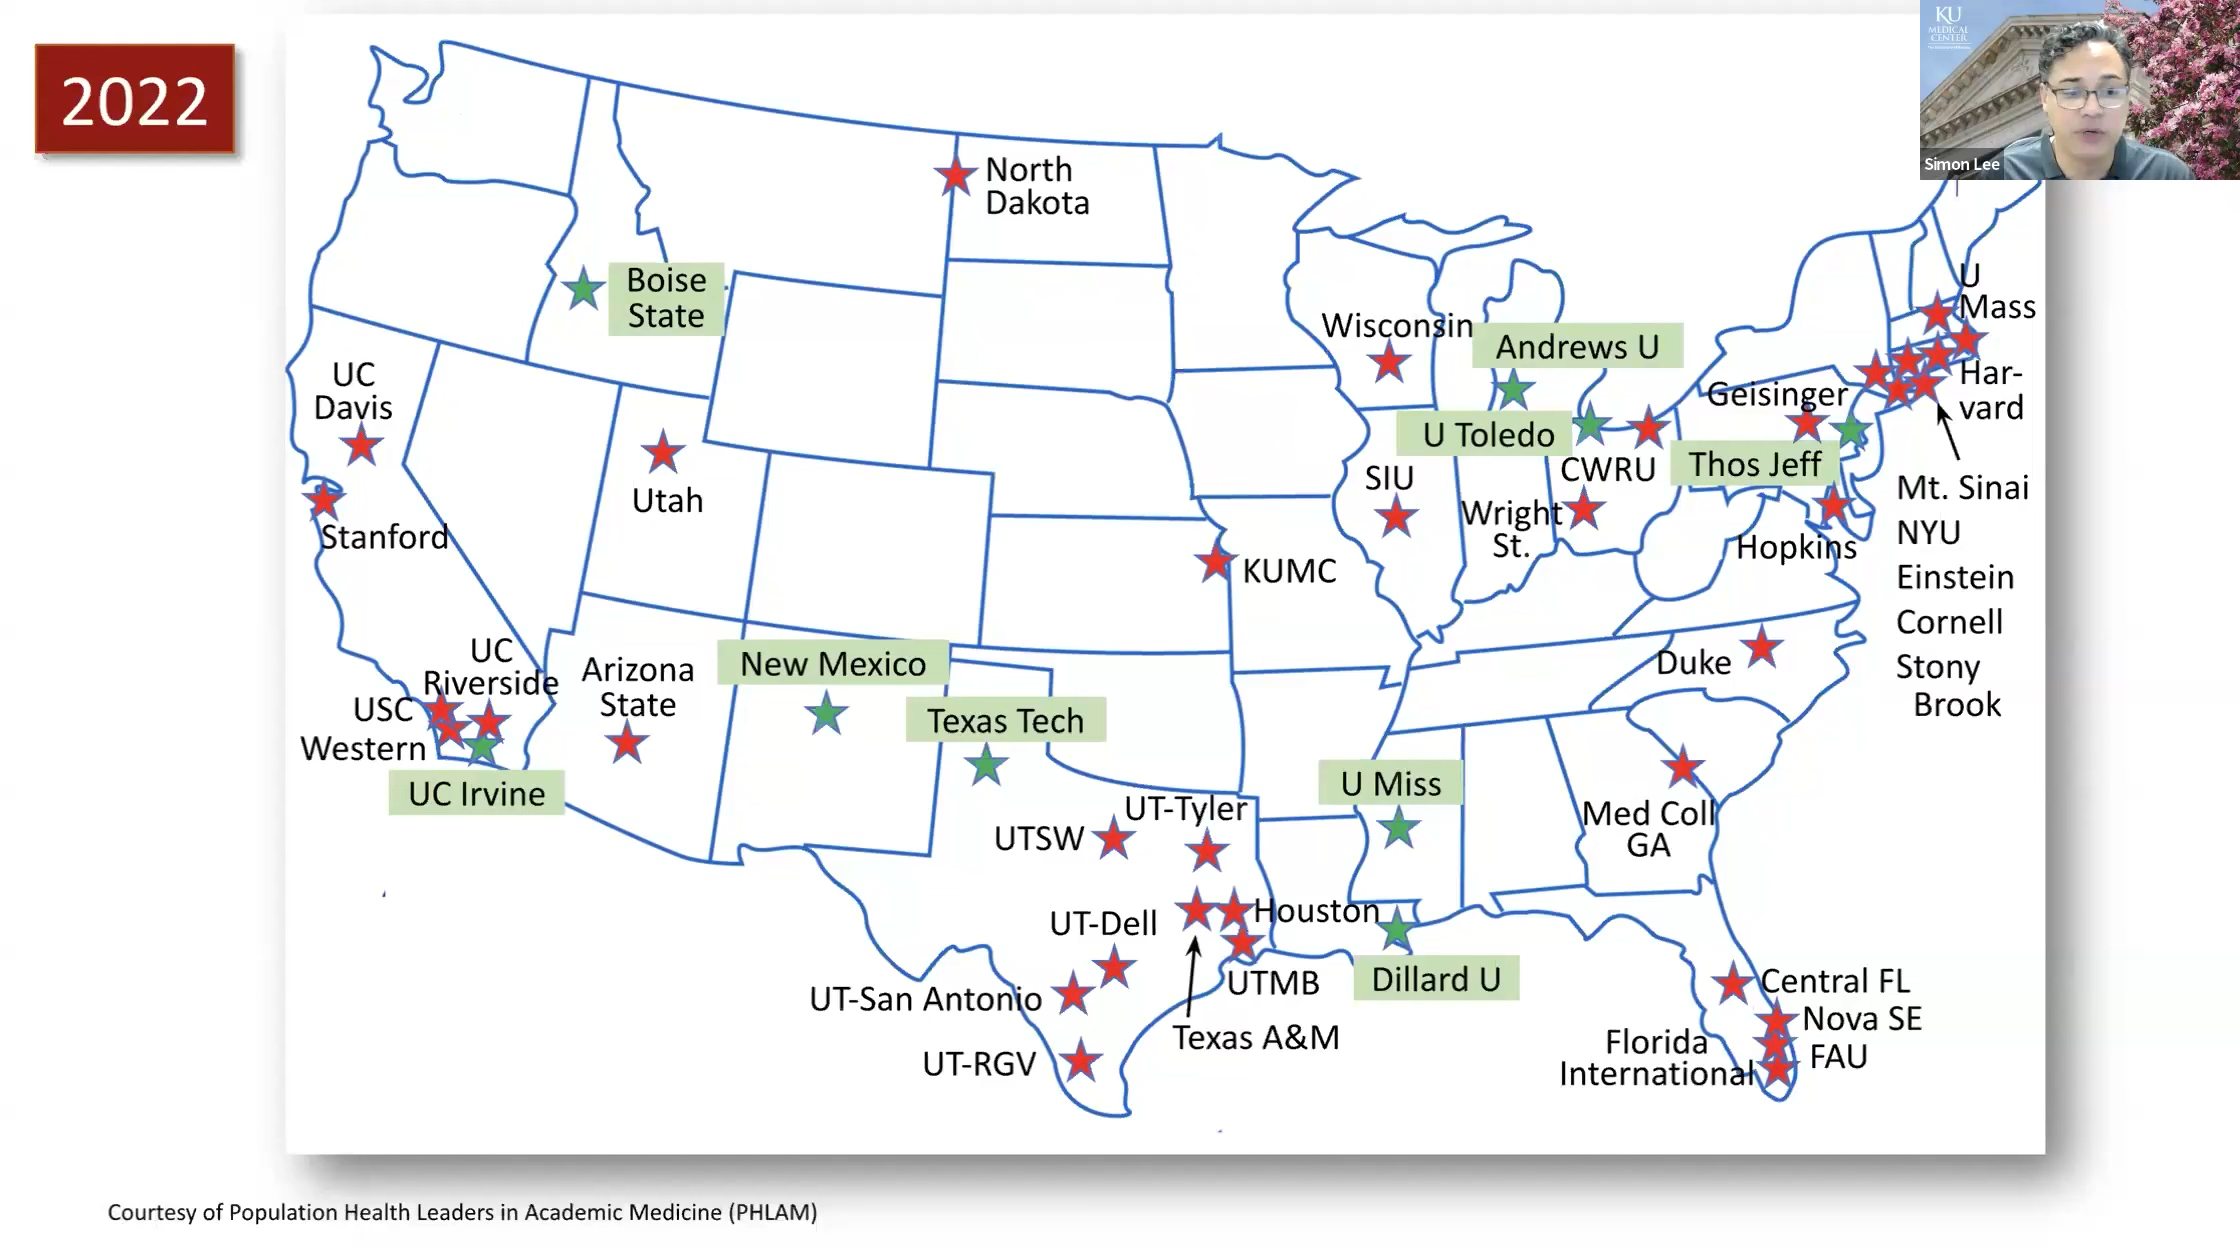 2022
KU
MEDICAL
CENTER
Simon Lee
North
Dakota
Boise
State
U
Mass
Wisconsin
Andrews U
UC
Davis
Har-
vard
Geisinger
U Toledo
Utah
SIU
CWRU
Thos Jeff
Stanford
Wright
St.
Mt. Sinai
NYU
Einstein
Cornell
Stony
Brook
Hopkins
KUMC
UC
Riverside
Arizona
State
New Mexico
Duke
USC
Western
Texas Tech
UC Irvine
U Miss
UT-Tyler
UTSW
Med Coll
GA
UT-Dell
Houston
UT-San Antonio
UTMB
Dillard U
Central FL
Nova SE
Texas A&M
Florida
International
FAU
UT-RGV
Courtesy of Population Health Leaders in Academic Medicine (PHLAM)